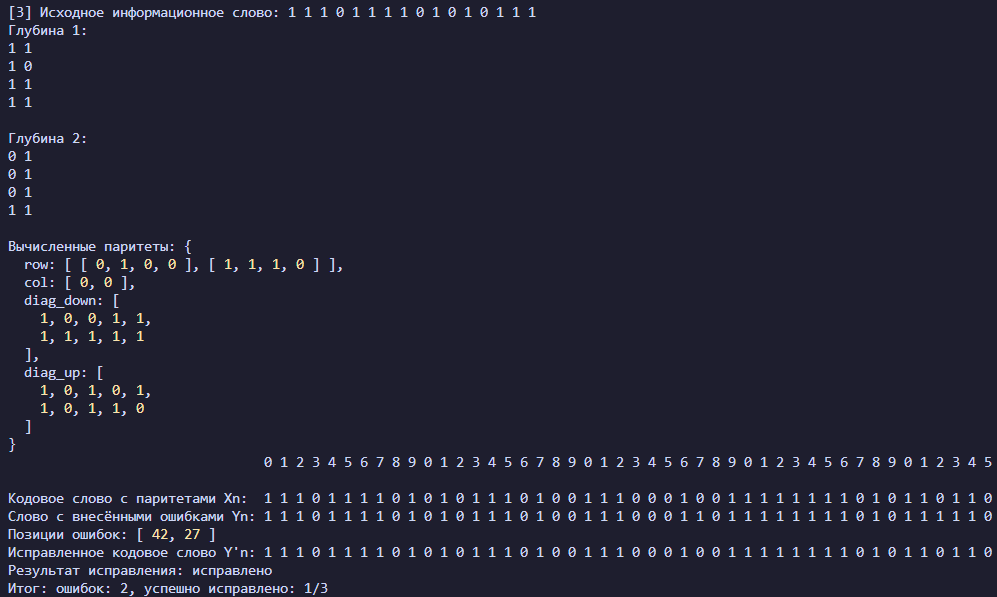 [3] Исходное информационное слово: 1 1 1 0 1 1 1 1 0 1 0 1 0 1 1 1
Глубина 1:
1 1
1 0
1 1
1 1
Глубина 2:
0 1
0 1
0 1
1 1
Вычисленные паритеты: {
row: [ [ 0, 1, 0, 0 ], [ 1, 1, 1, 0 ] ],
col: [ 0, 0 ],
diag_down: [
1, 0, 0, 1, 1,
1, 1, 1, 1, 1
],
diag_up: [
1, 0, 1, 0, 1,
1, 0, 1, 1, 0
]
}
0 1 2 3 4 5 6 7 8 9 0 1 2 3 4 5 6 7 8 9 0 1 2 3 4 5 6 7 8 9 0 1 2 3 4 5 6 7 8 9 0 1 2 3 4 5
Кодовое слово с паритетами Xn: 1 1 1 0 1 1 1 1 0 1 0 1 0 1 1 1 0 1 0 0 1 1 1 0 0 0 1 0 0 1 1 1 1 1 1 1 1 0 1 0 1 1 0 1 1 0
Слово с внесёнными ошибками Yn: 1 1 1 0 1 1 1 1 0 1 0 1 0 1 1 1 0 1 0 0 1 1 1 0 0 0 1 1 0 1 1 1 1 1 1 1 1 0 1 0 1 1 1 1 1 0
Позиции ошибок: [ 42, 27 ]
Исправленное кодовое слово Y'n: 1 1 1 0 1 1 1 1 0 1 0 1 0 1 1 1 0 1 0 0 1 1 1 0 0 0 1 0 0 1 1 1 1 1 1 1 1 0 1 0 1 1 0 1 1 0
Результат исправления: исправлено
Итог: ошибок: 2, успешно исправлено: 1/3